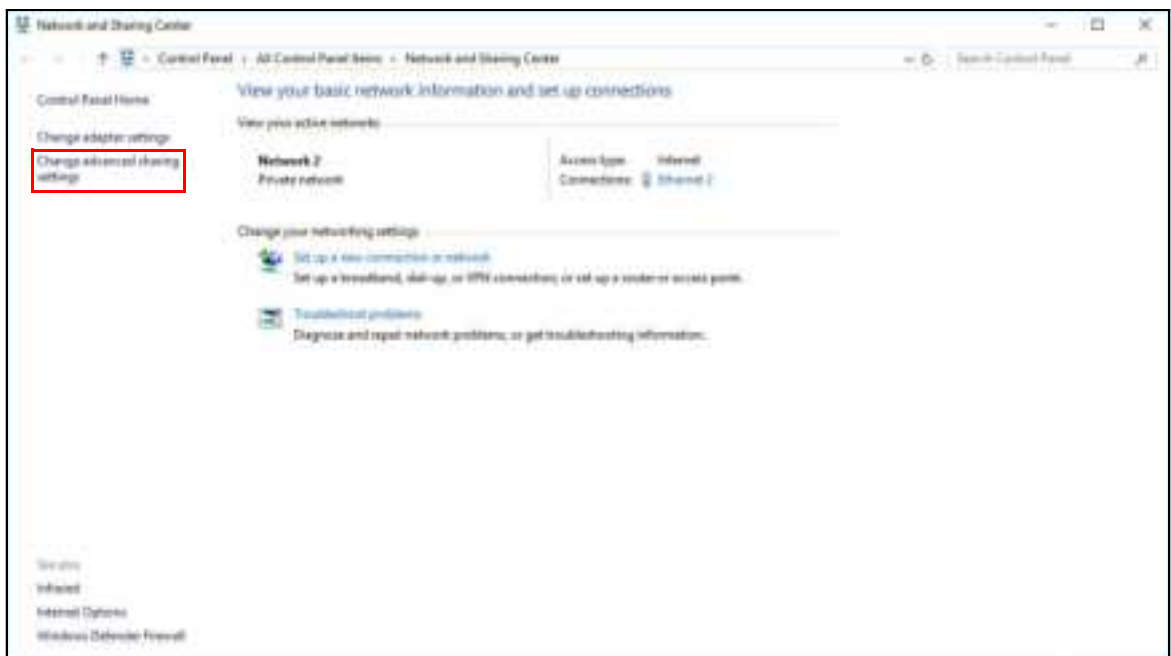 Network and Sharing Center
Control Panel › All Control Panel Items › Network and Sharing Center
Search Control Panel
Control Panel Home
Change adapter settings
Change advanced sharing
settings
View your basic network information and set up connections
View your active networks
Network 2
Private network
Access type: Internet
Connections: Ethernet 2
Change your networking settings
Set up a new connection or network
Set up a broadband, dial-up, or VPN connection; or set up a router or access point.
Troubleshoot problems
Diagnose and repair network problems, or get troubleshooting information.
See also
Infrared
Internet Options
Windows Defender Firewall